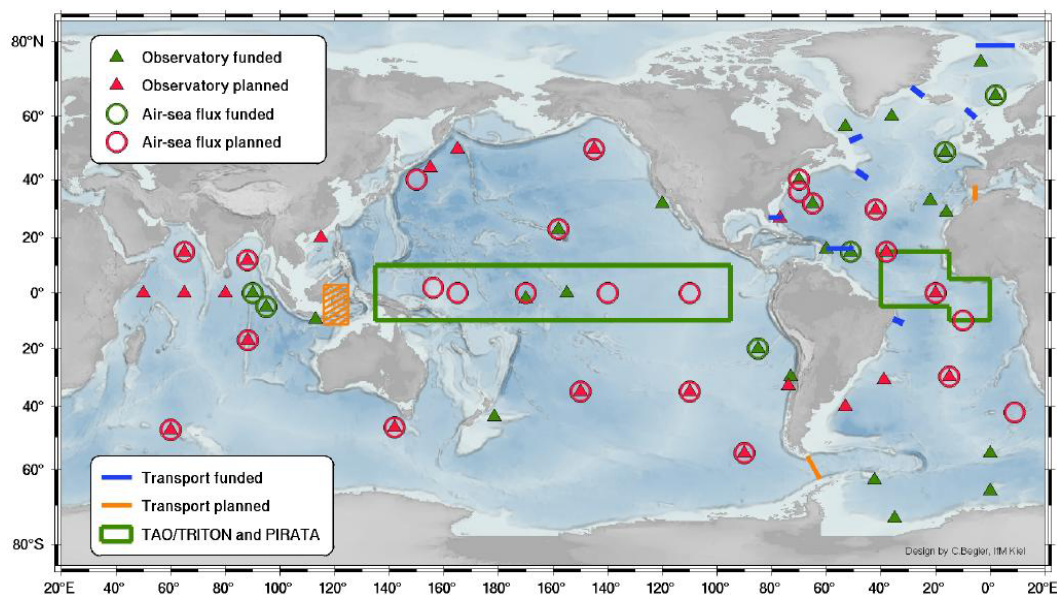 80°N
60°
40°
20°
0°
20°
40°
60°
80°S
Observatory funded
Observatory planned
Air-sea flux funded
Air-sea flux planned
Transport funded
Transport planned
TAO/TRITON and PIRATA
Design by C.Begler, IfM Kiel
20°E 40° 60° 80° 100° 120° 140° 160° 180° 160° 140° 120° 100° 80° 60° 40° 20° 0° 20°E